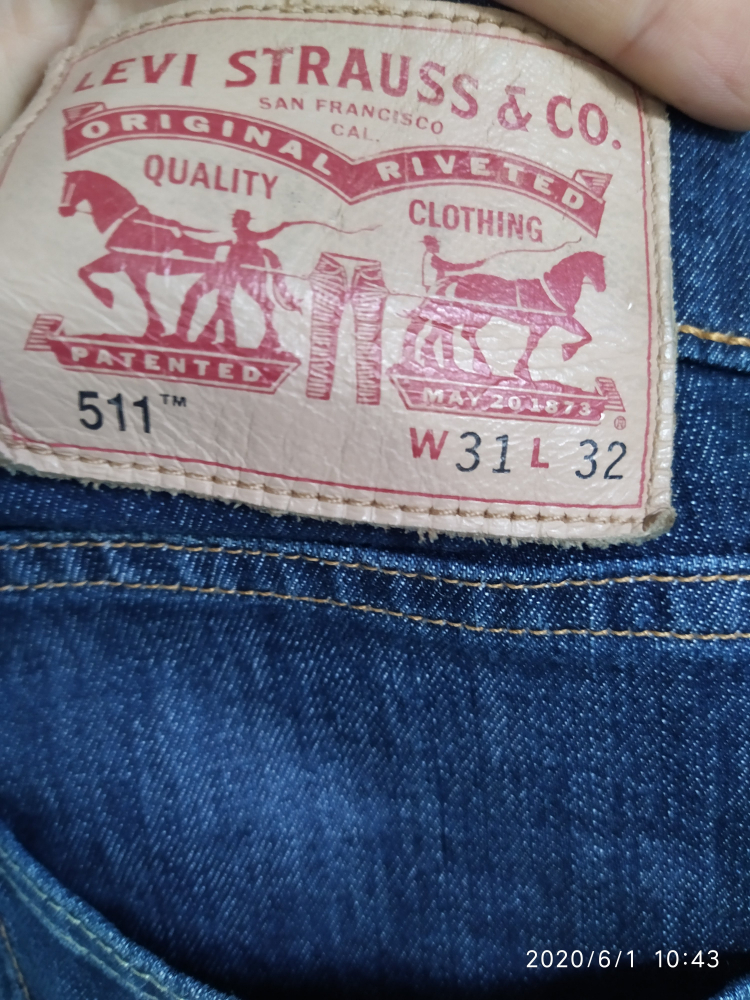 LEVI STRAUSS & CO.
SAN FRANCISCO
CAL.
ORIGINAL RIVETED
QUALITY
CLOTHING
PATENTED
MAY 20 1873
®
511™
W 31 L 32
2020/6/1 10:43